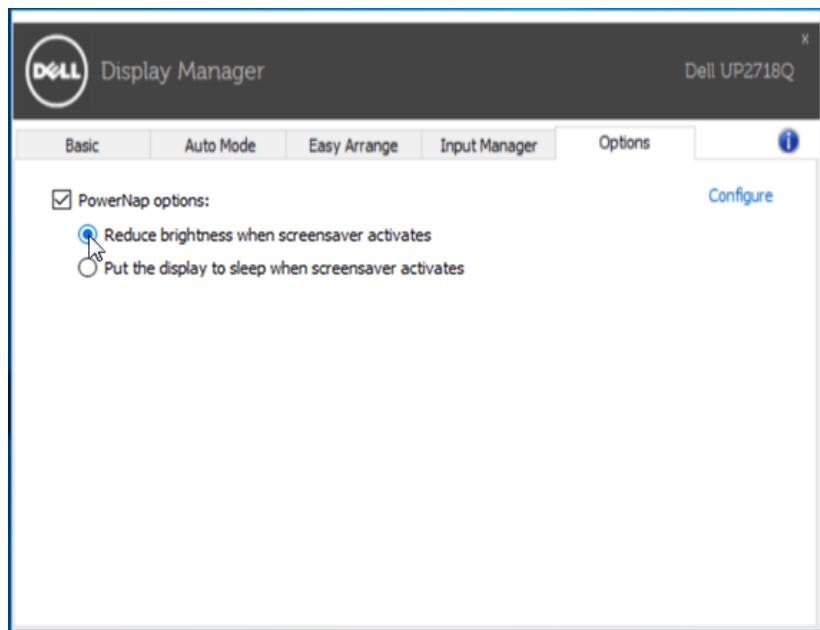 DELL Display Manager
x
Dell UP2718Q
Basic Auto Mode Easy Arrange Input Manager Options i
PowerNap options:
Configure
Reduce brightness when screensaver activates
Put the display to sleep when screensaver activates